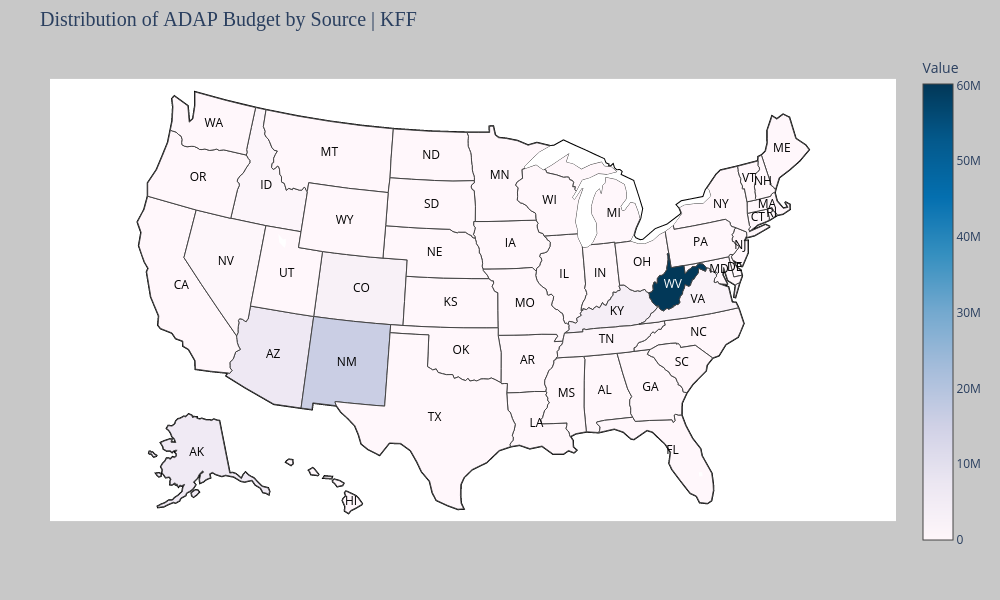 Distribution of ADAP Budget by Source | KFF
Value
60M
50M
40M
30M
20M
10M
0
WA
OR
ID
MT
ND
MN
SD
WY
WI
MI
ME
VT
NH
NY
MA
CT
RI
CA
NV
UT
CO
NE
IA
IL
IN
OH
PA
NJ
MD
DE
WV
VA
KY
KS
MO
AZ
NM
OK
AR
TN
NC
SC
TX
LA
MS
AL
GA
FL
AK
HI